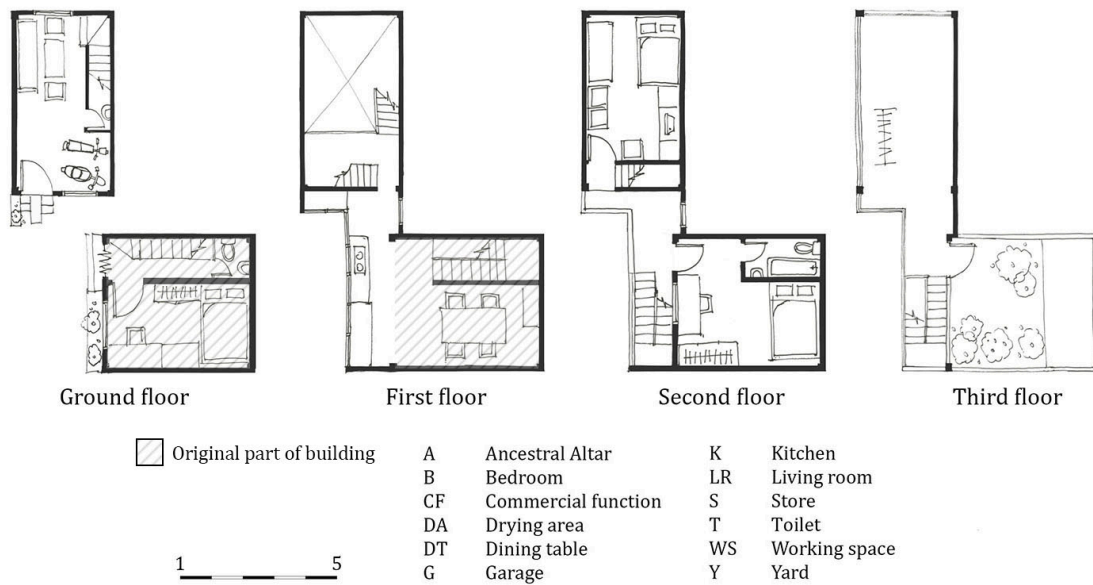 Ground floor First floor Second floor Third floor
Original part of building
A Ancestral Altar
B Bedroom
CF Commercial function
DA Drying area
DT Dining table
G Garage
K Kitchen
LR Living room
S Store
T Toilet
WS Working space
Y Yard
1 5